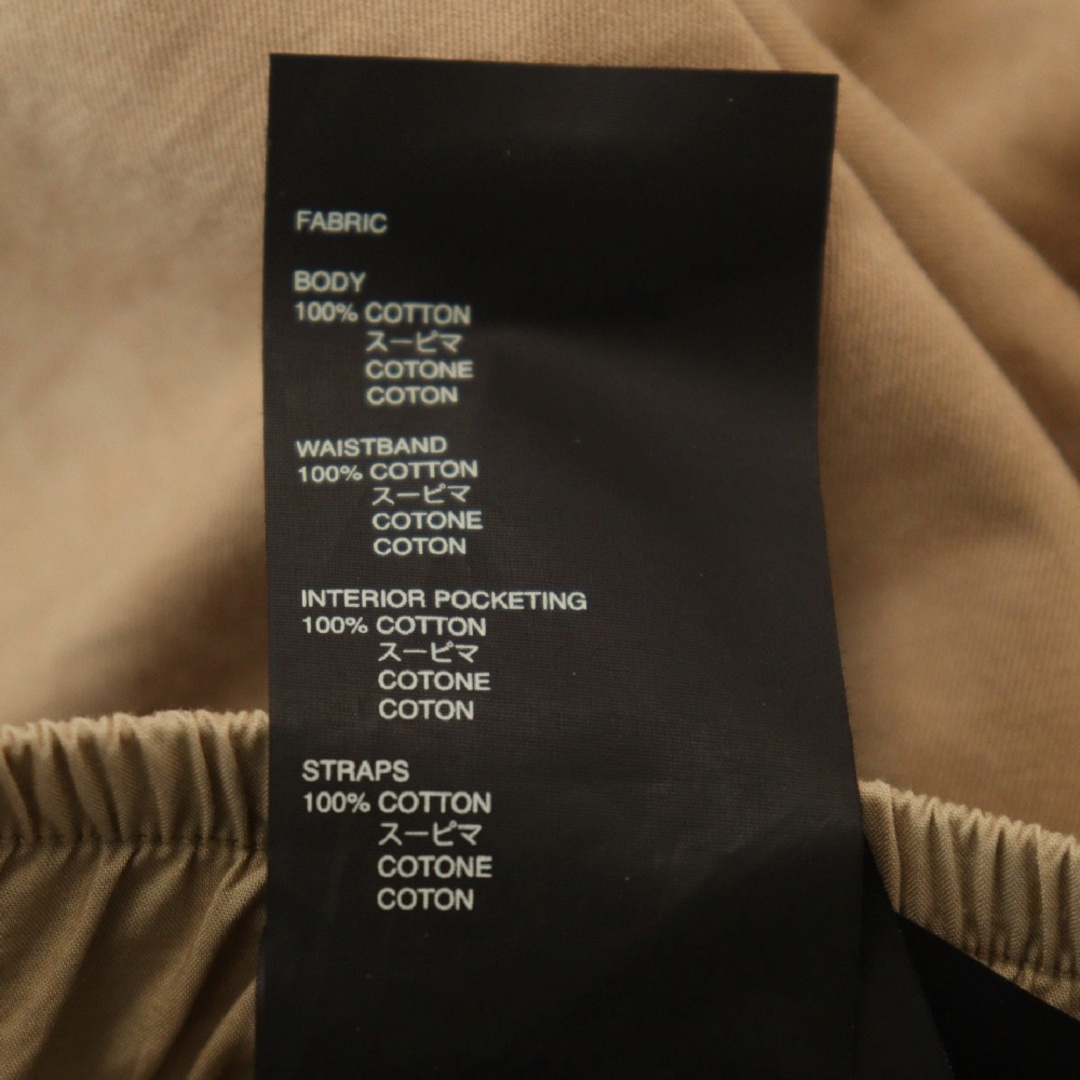 FABRIC
BODY
100% COTTON
スーピマ
COTONE
COTON
WAISTBAND
100% COTTON
スーピマ
COTONE
COTON
INTERIOR POCKETING
100% COTTON
スーピマ
COTONE
COTON
STRAPS
100% COTTON
スーピマ
COTONE
COTON